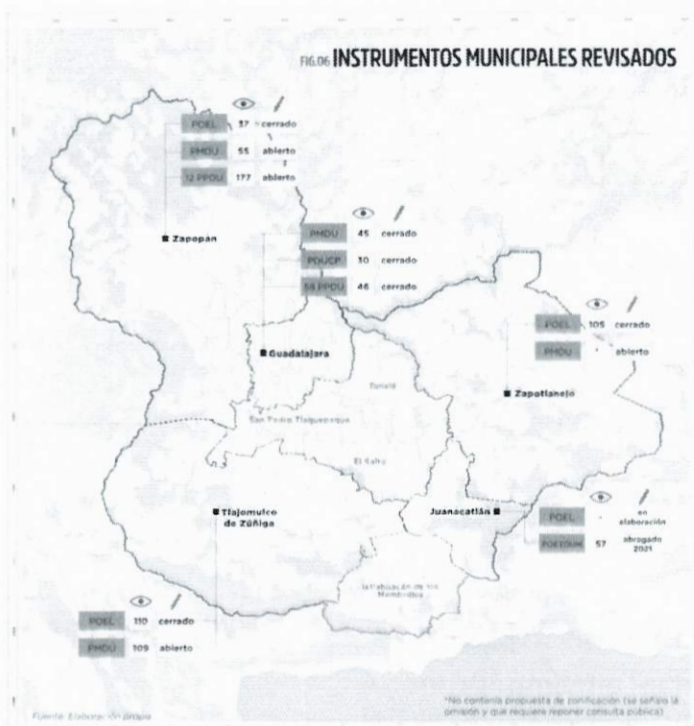 FIG.06 INSTRUMENTOS MUNICIPALES REVISADOS
POEL 37 cerrado
PMDU 55 abierto
12 PPDU 177 abierto
Zapopan
PMDU 45 cerrado
PDUCP 30 cerrado
PPDU 46 cerrado
Guadalajara
POEL 105 cerrado
PMDU - abierto
Zapotlanejo
Tonalá
San Pedro Tlaquepaque
El Salto
Tlajomulco
de Zúñiga
Juanacatlán
POEL - en
elaboración
POETDUM 57 abrogado
2021
Ixtlahuacán de los
Membrillos
POEL 110 cerrado
PMDU 109 abierto
Fuente: Elaboración propia
*No contenía propuesta de zonificación (se señaló la
omisión y que requiere reponer consulta pública)